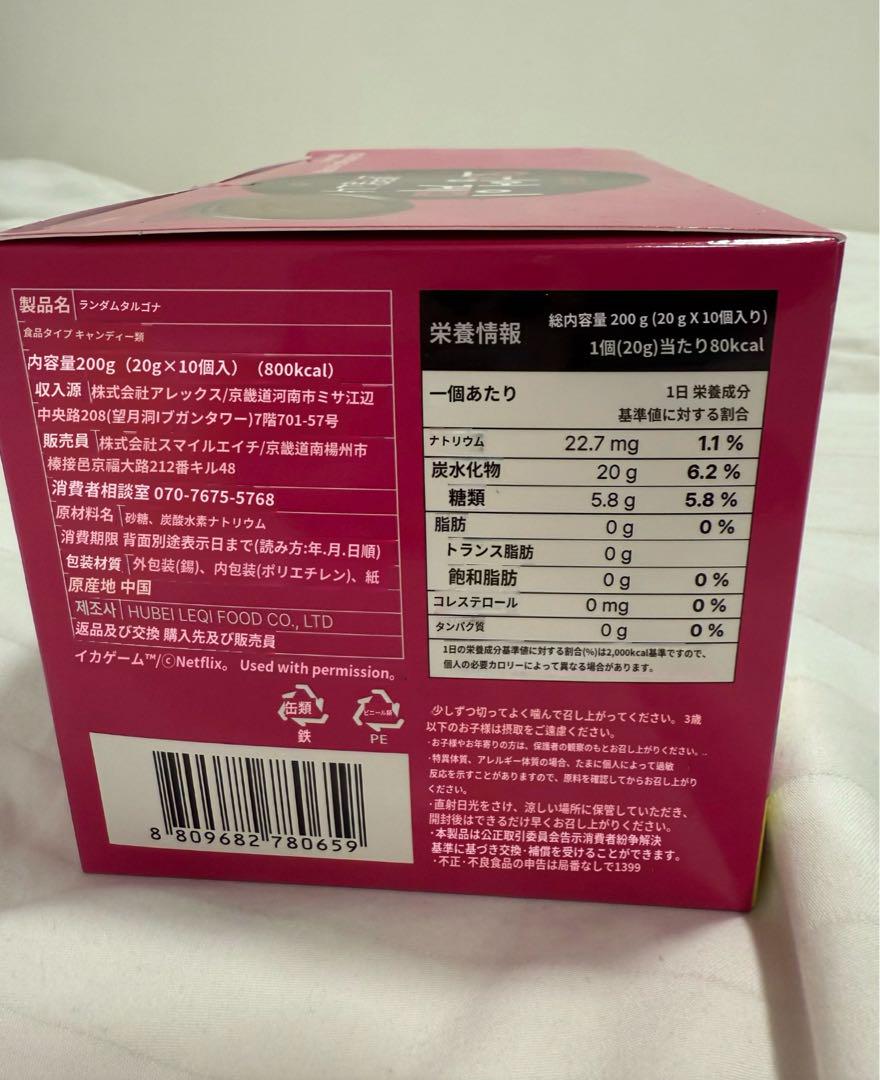 製品名 ランダムタルゴナ
食品タイプ キャンディー類
内容量200g（20g×10個入）（800kcal）
収入源 株式会社アレックス/京畿道河南市ミサ江辺
中央路208(望月洞Iブガンタワー)7階701-57号
販売員 株式会社スマイルエイチ/京畿道南楊州市
榛接邑京福大路212番キル48
消費者相談室 070-7675-5768
原材料名 砂糖、炭酸水素ナトリウム
消費期限 背面別途表示日まで(読み方:年.月.日順)
包装材質 外包装(錫)、内包装(ポリエチレン)、紙
原産地 中国
제조사 HUBEI LEQI FOOD CO., LTD
返品及び交換 購入先及び販売員
イカゲーム™/ⓒNetflix。 Used with permission。
缶類
鉄
ビニール類
PE
8 809682 780659
栄養情報
総内容量 200 g (20 g X 10個入り)
1個(20g)当たり80kcal
一個あたり
1日 栄養成分
基準値に対する割合
ナトリウム 22.7 mg 1.1 %
炭水化物 20 g 6.2 %
糖類 5.8 g 5.8 %
脂肪 0 g 0 %
トランス脂肪 0 g
飽和脂肪 0 g 0 %
コレステロール 0 mg 0 %
タンパク質 0 g 0 %
1日の栄養成分基準値に対する割合(%)は2,000kcal基準ですので、
個人の必要カロリーによって異なる場合があります。
少しずつ切ってよく噛んで召し上がってください。 3歳
以下のお子様は摂取をご遠慮ください。
·お子様やお年寄りの方は、保護者の観察のもとお召し上がりください。
·特異体質、アレルギー体質の場合、たまに個人によって過敏
反応を示すことがありますので、原料を確認してからお召し上がり
ください。
·直射日光をさけ、涼しい場所に保管していただき、
開封後はできるだけ早くお召し上がりください。
·本製品は公正取引委員会告示消費者紛争解決
基準に基づき交換·補償を受けることができます。
·不正·不良食品の申告は局番なしで1399